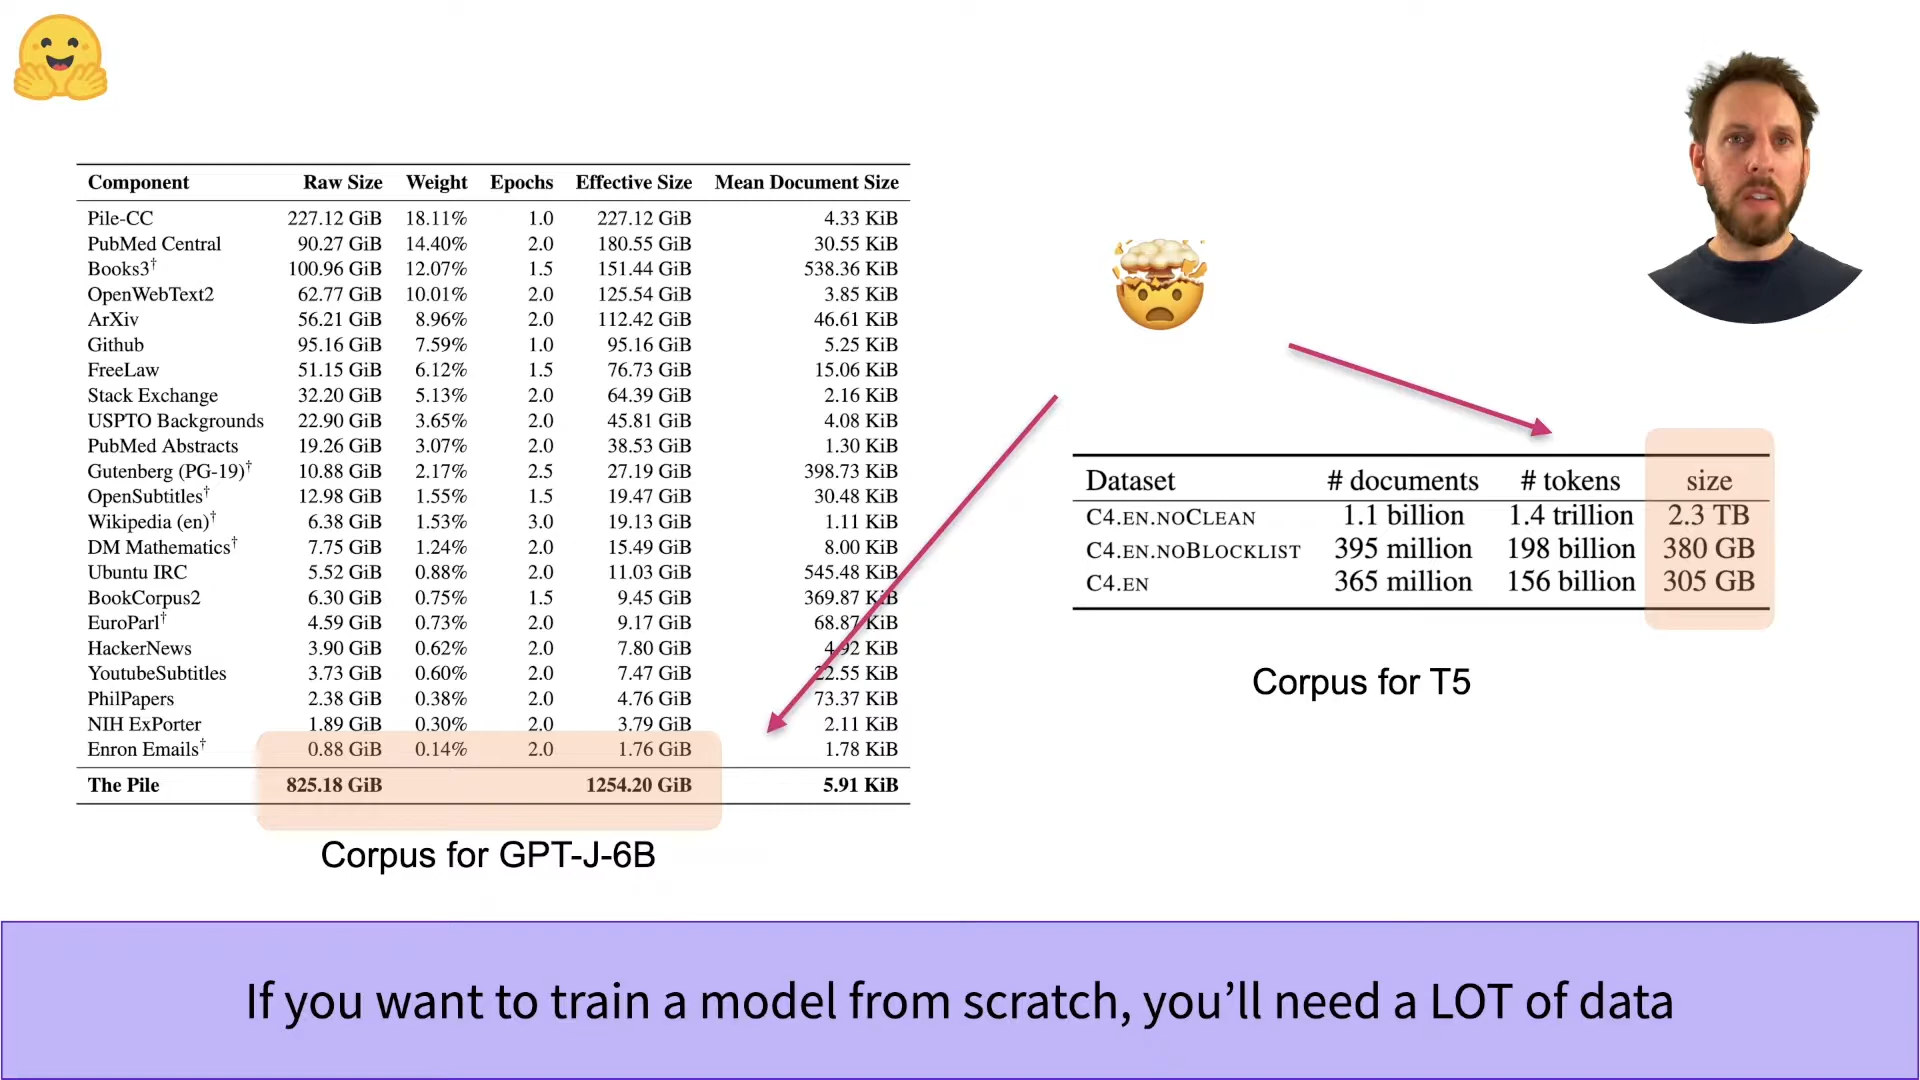 Component Raw Size Weight Epochs Effective Size Mean Document Size
Pile-CC 227.12 GiB 18.11% 1.0 227.12 GiB 4.33 KiB
PubMed Central 90.27 GiB 14.40% 2.0 180.55 GiB 30.55 KiB
Books3† 100.96 GiB 12.07% 1.5 151.44 GiB 538.36 KiB
OpenWebText2 62.77 GiB 10.01% 2.0 125.54 GiB 3.85 KiB
ArXiv 56.21 GiB 8.96% 2.0 112.42 GiB 46.61 KiB
Github 95.16 GiB 7.59% 1.0 95.16 GiB 5.25 KiB
FreeLaw 51.15 GiB 6.12% 1.5 76.73 GiB 15.06 KiB
Stack Exchange 32.20 GiB 5.13% 2.0 64.39 GiB 2.16 KiB
USPTO Backgrounds 22.90 GiB 3.65% 2.0 45.81 GiB 4.08 KiB
PubMed Abstracts 19.26 GiB 3.07% 2.0 38.53 GiB 1.30 KiB
Gutenberg (PG-19)† 10.88 GiB 2.17% 2.5 27.19 GiB 398.73 KiB
OpenSubtitles† 12.98 GiB 1.55% 1.5 19.47 GiB 30.48 KiB
Wikipedia (en)† 6.38 GiB 1.53% 3.0 19.13 GiB 1.11 KiB
DM Mathematics† 7.75 GiB 1.24% 2.0 15.49 GiB 8.00 KiB
Ubuntu IRC 5.52 GiB 0.88% 2.0 11.03 GiB 545.48 KiB
BookCorpus2 6.30 GiB 0.75% 1.5 9.45 GiB 369.87 KiB
EuroParl† 4.59 GiB 0.73% 2.0 9.17 GiB 68.87 KiB
HackerNews 3.90 GiB 0.62% 2.0 7.80 GiB 4.92 KiB
YoutubeSubtitles 3.73 GiB 0.60% 2.0 7.47 GiB 22.55 KiB
PhilPapers 2.38 GiB 0.38% 2.0 4.76 GiB 73.37 KiB
NIH ExPorter 1.89 GiB 0.30% 2.0 3.79 GiB 2.11 KiB
Enron Emails† 0.88 GiB 0.14% 2.0 1.76 GiB 1.78 KiB
The Pile 825.18 GiB 1254.20 GiB 5.91 KiB
Corpus for GPT-J-6B
Dataset # documents # tokens size
C4.EN.NOCLEAN 1.1 billion 1.4 trillion 2.3 TB
C4.EN.NOBLOCKLIST 395 million 198 billion 380 GB
C4.EN 365 million 156 billion 305 GB
Corpus for T5
If you want to train a model from scratch, you’ll need a LOT of data